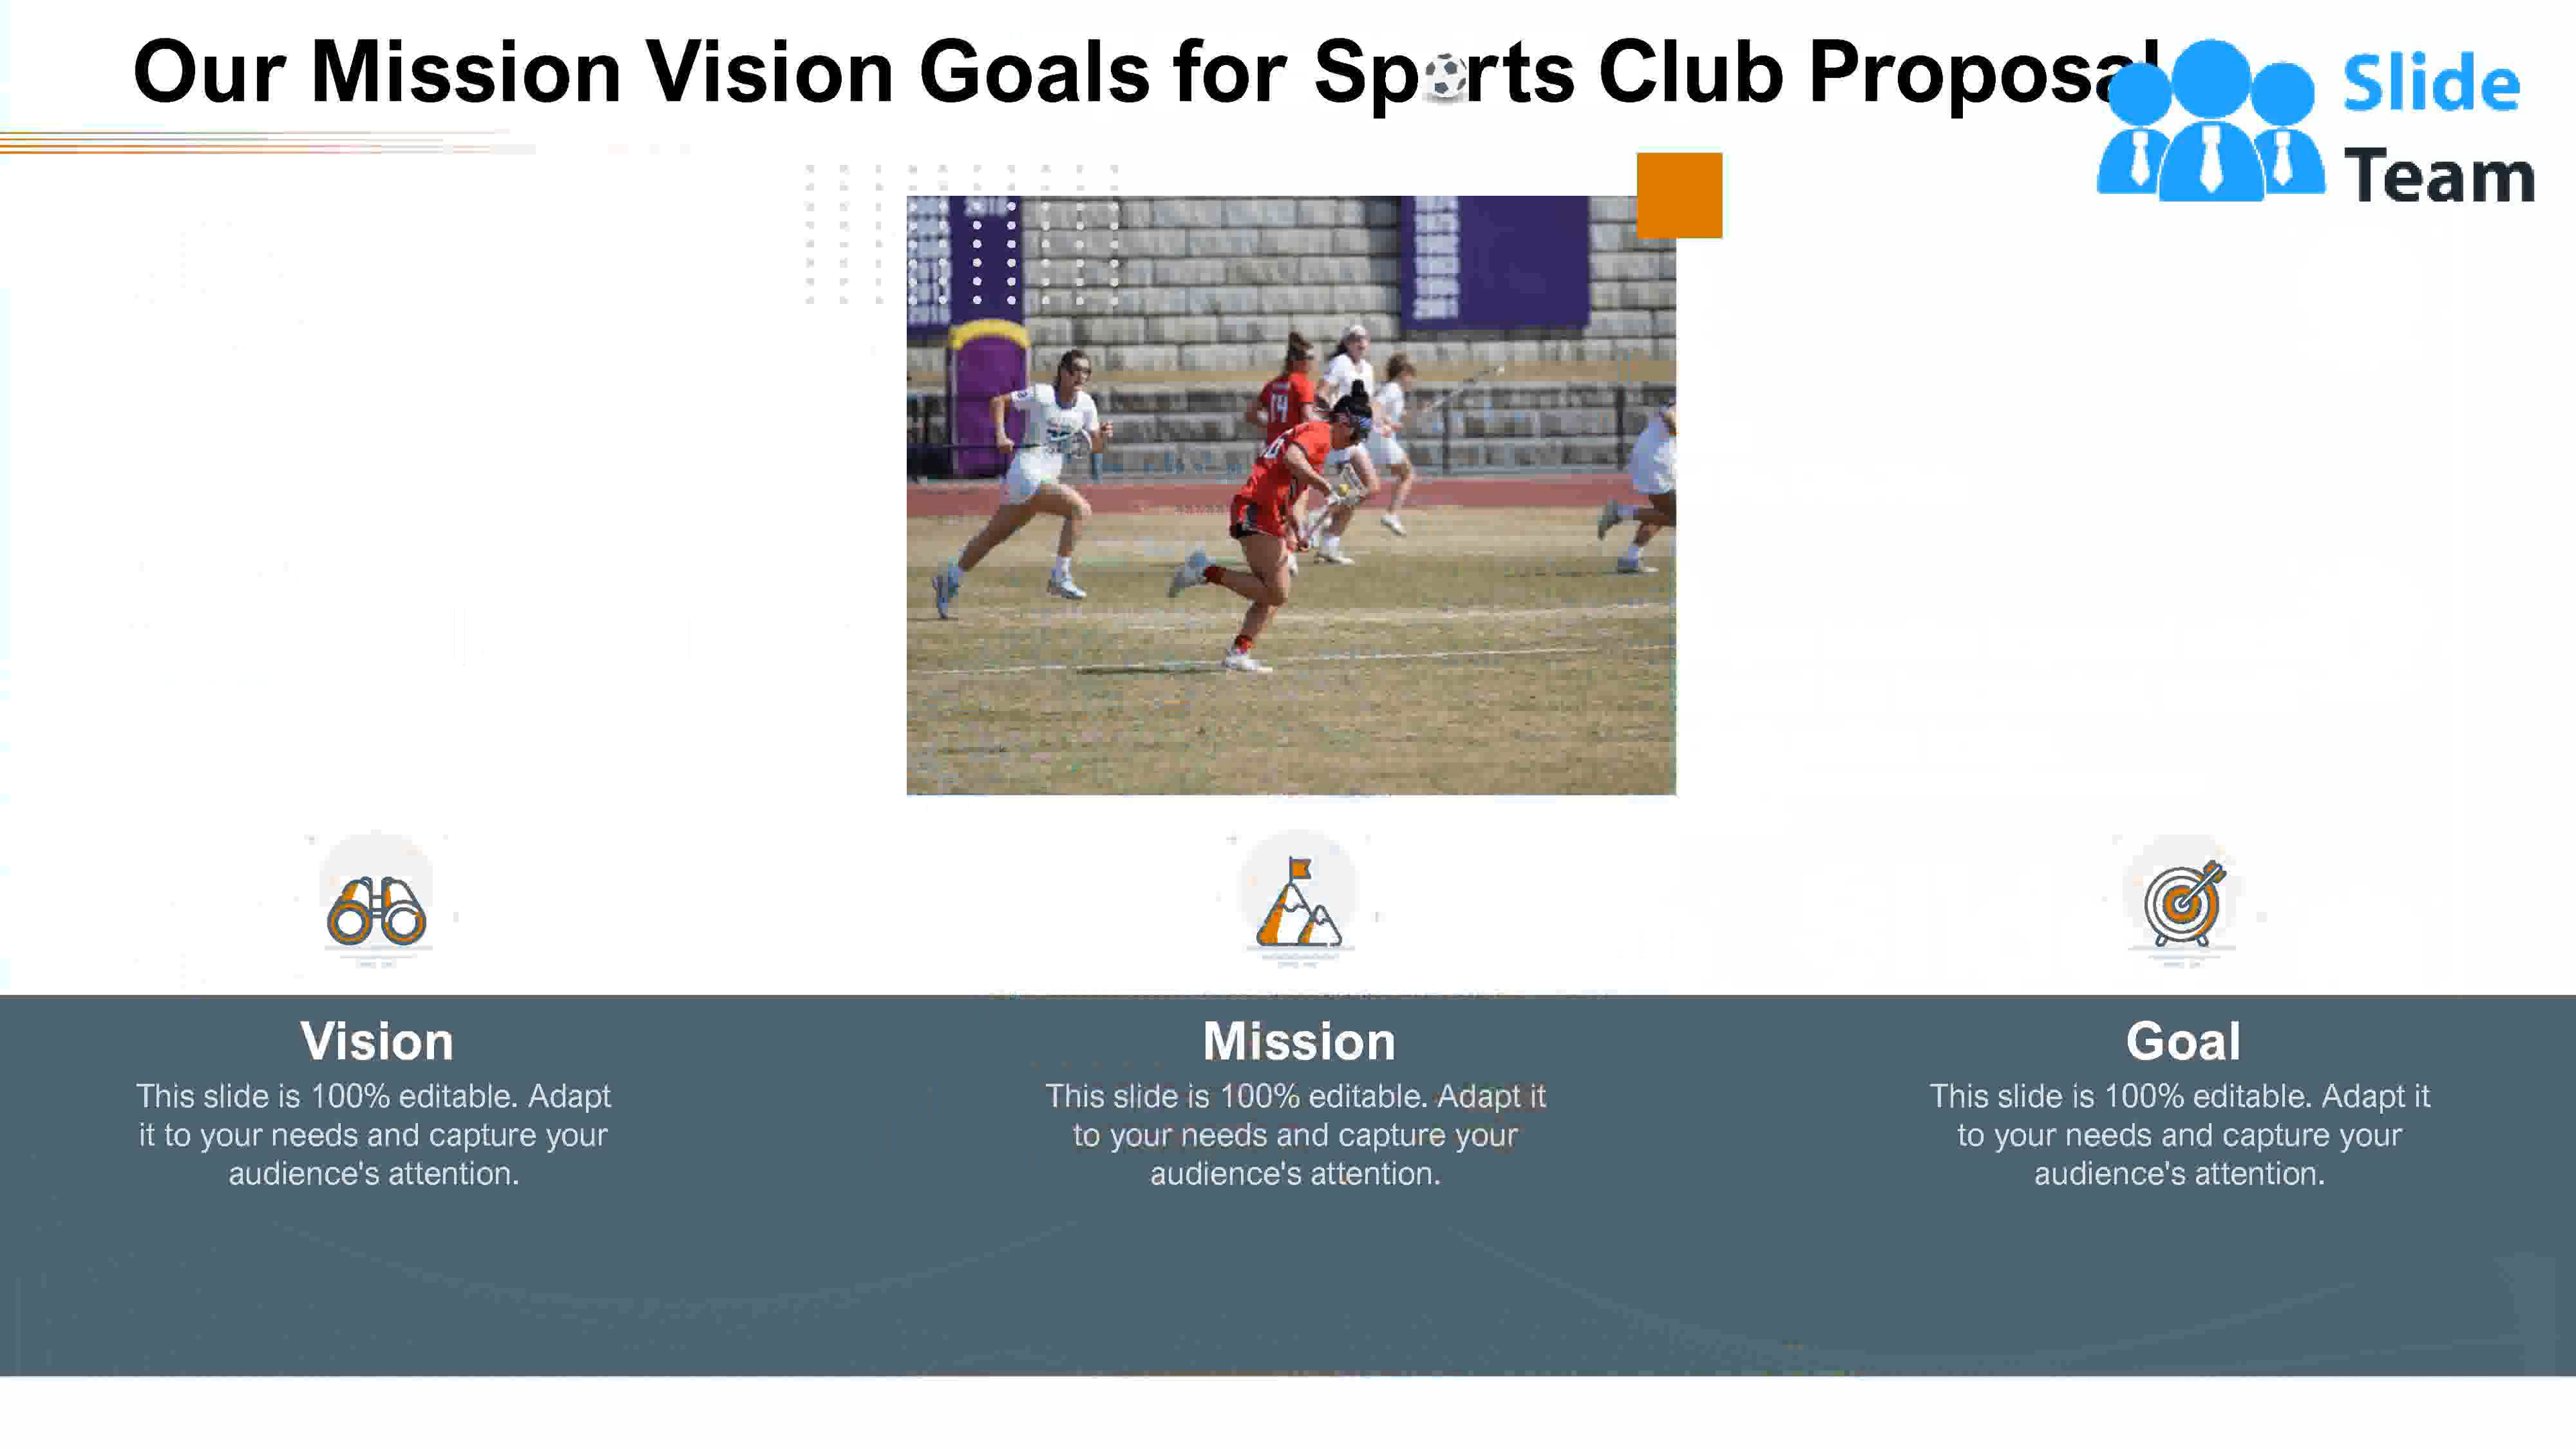 Our Mission Vision Goals for Sports Club Proposal
Slide
Team
2018
2016
14
Vision
This slide is 100% editable. Adapt
it to your needs and capture your
audience's attention.
Mission
This slide is 100% editable. Adapt it
to your needs and capture your
audience's attention.
Goal
This slide is 100% editable. Adapt it
to your needs and capture your
audience's attention.